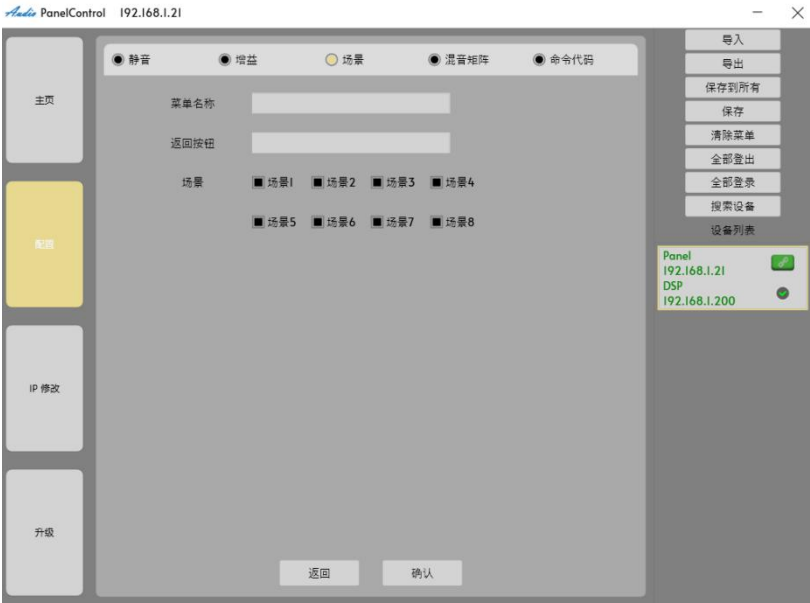 Audio PanelControl 192.168.1.21
静音 增益 场景 混音矩阵 命令代码
菜单名称
返回按钮
场景 场景1 场景2 场景3 场景4
场景5 场景6 场景7 场景8
返回 确认
主页
配置
IP 修改
升级
导入
导出
保存到所有
保存
清除菜单
全部登出
全部登录
搜索设备
设备列表
Panel
192.168.1.21
DSP
192.168.1.200